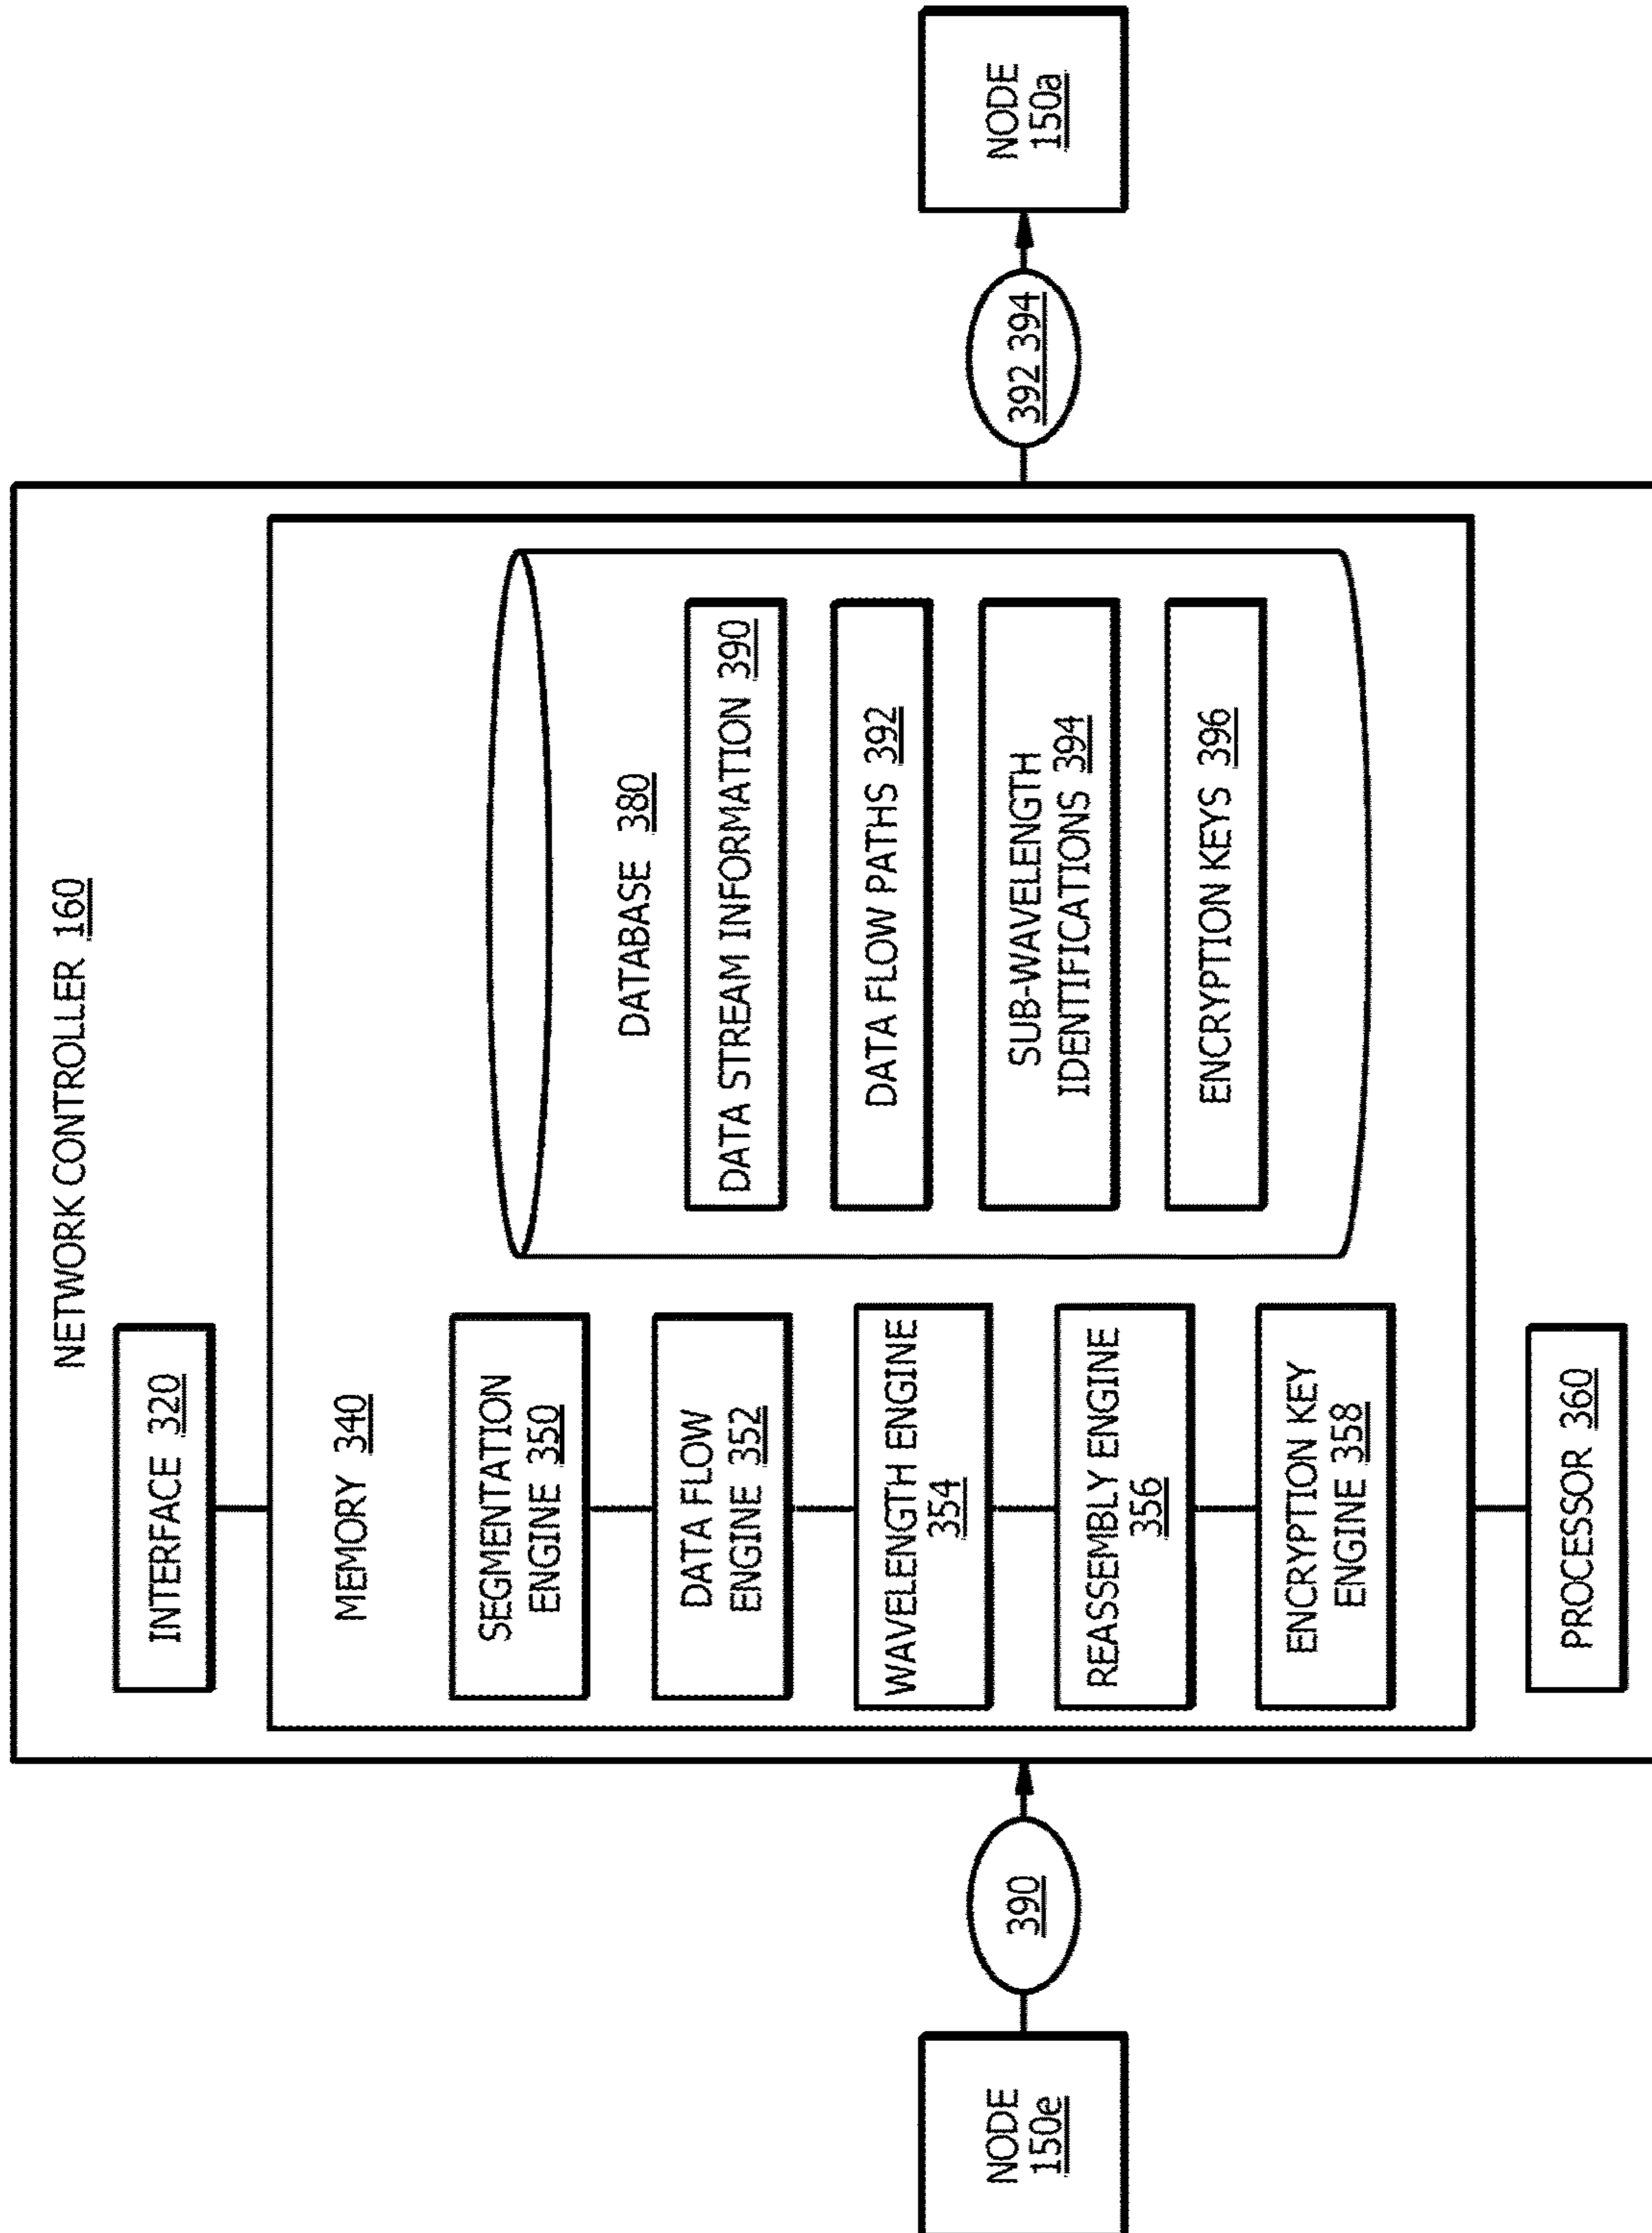 NETWORK CONTROLLER 160
INTERFACE 320
MEMORY 340
SEGMENTATION
ENGINE 350
DATA FLOW
ENGINE 352
WAVELENGTH ENGINE
354
REASSEMBLY ENGINE
356
ENCRYPTION KEY
ENGINE 358
PROCESSOR 360
DATABASE 380
DATA STREAM INFORMATION 390
DATA FLOW PATHS 392
SUB-WAVELENGTH
IDENTIFICATIONS 394
ENCRYPTION KEYS 396
NODE
150e
390
392 394
NODE
150a